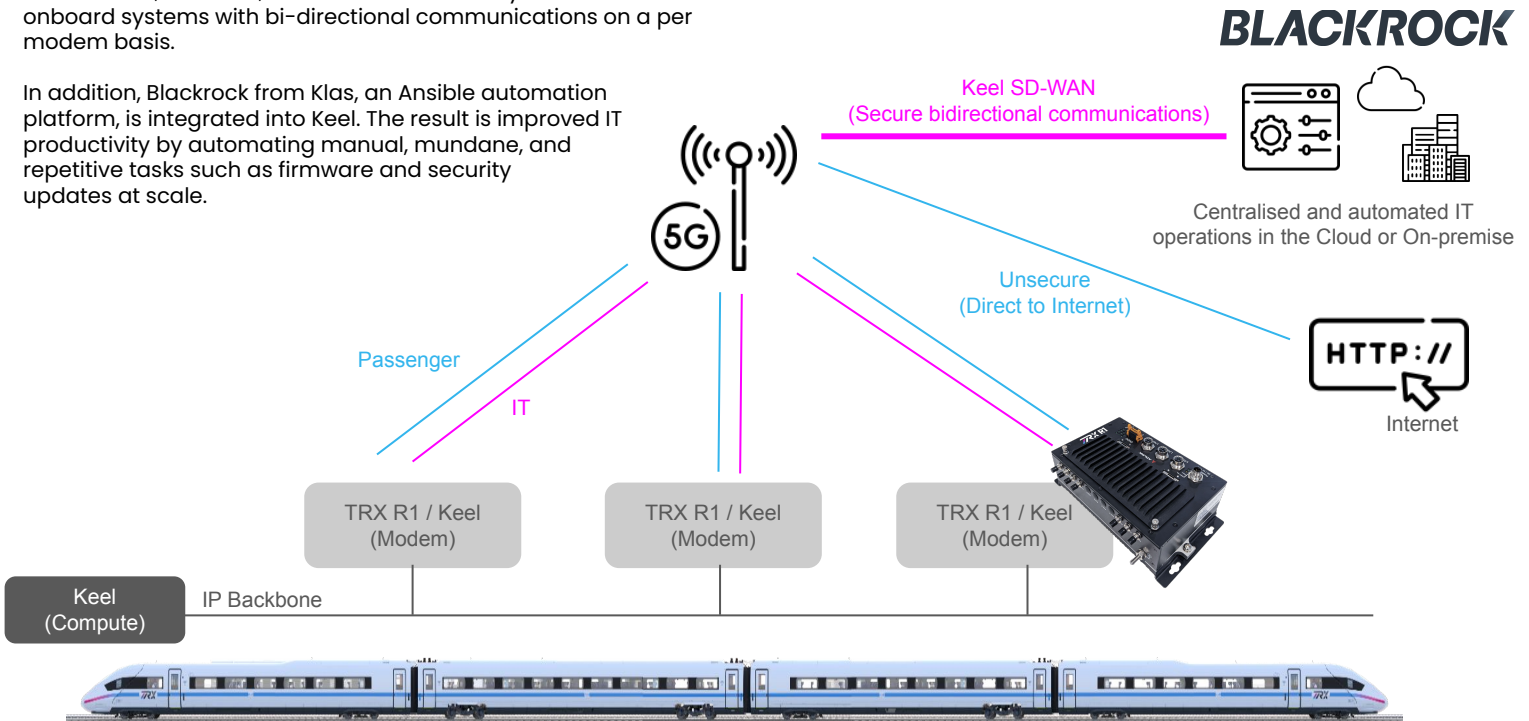 onboard systems with bi-directional communications on a per
modem basis.
In addition, Blackrock from Klas, an Ansible automation
platform, is integrated into Keel. The result is improved IT
productivity by automating manual, mundane, and
repetitive tasks such as firmware and security
updates at scale.
BLACKROCK
Keel SD-WAN
(Secure bidirectional communications)
5G
Centralised and automated IT
operations in the Cloud or On-premise
Unsecure
(Direct to Internet)
HTTP://
Internet
Passenger
IT
TRX R1
TRX R1 / Keel
(Modem)
TRX R1 / Keel
(Modem)
TRX R1 / Keel
(Modem)
Keel
(Compute)
IP Backbone
TRX
TRX